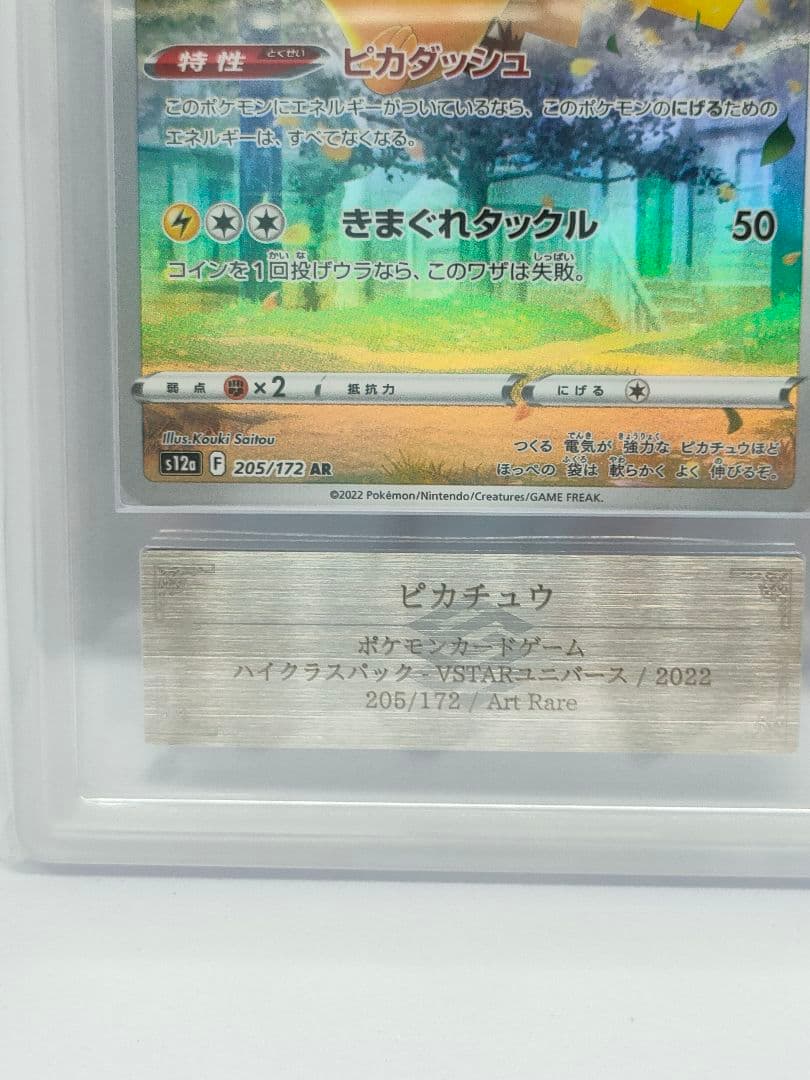 特性 とくせい ピカダッシュ
このポケモンにエネルギーがついているなら、このポケモンのにげるための
エネルギーは、すべてなくなる。
きまぐれタックル 50
コインを1回投げウラなら、このワザは失敗。
弱点 ×2 抵抗力 にげる
Illus.Kouki Saitou
s12a F 205/172 AR
つくる 電気が 強力な ピカチュウほど
ほっぺの 袋は 軟らかく よく 伸びるぞ。
©2022 Pokémon/Nintendo/Creatures/GAME FREAK.
ピカチュウ
ポケモンカードゲーム
ハイクラスパック - VSTARユニバース / 2022
205/172 / Art Rare